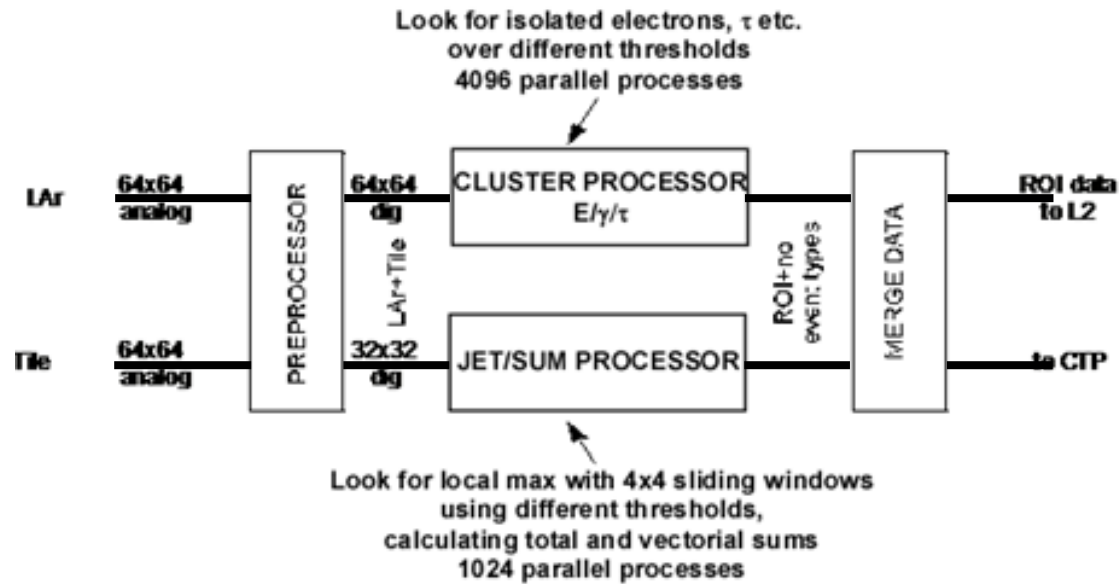 Look for isolated electrons, τ etc.
over different thresholds
4096 parallel processes
LAr
64x64
analog
PREPROCESSOR
64x64
dig
LAr+Tile
CLUSTER PROCESSOR
E/γ/τ
ROI+no
event types
MERGE DATA
ROI data
to L2
Tile
64x64
analog
32x32
dig
JET/SUM PROCESSOR
to CTP
Look for local max with 4x4 sliding windows
using different thresholds,
calculating total and vectorial sums
1024 parallel processes